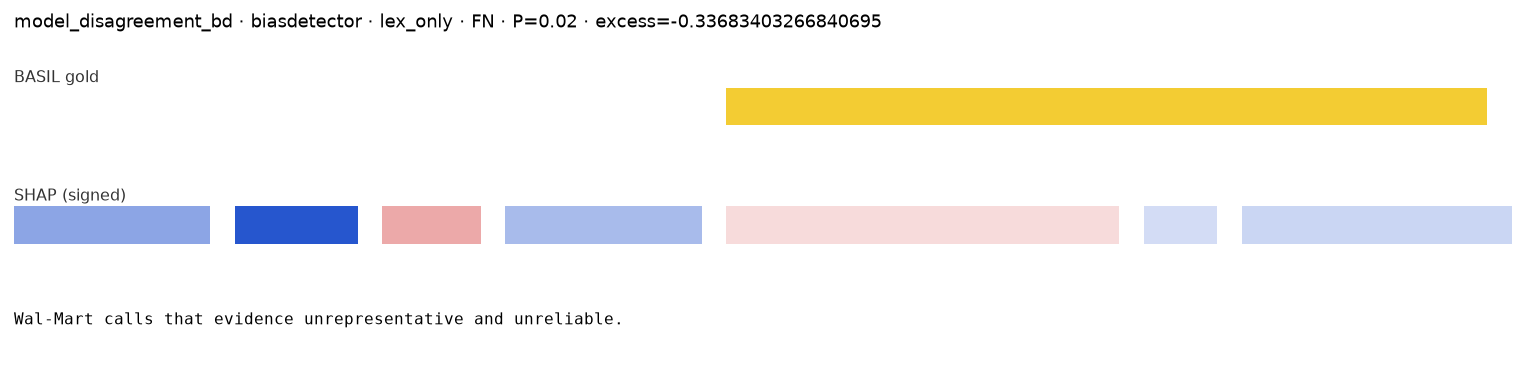 model_disagreement_bd · biasdetector · lex_only · FN · P=0.02 · excess=-0.33683403266840695
BASIL gold
SHAP (signed)
Wal-Mart calls that evidence unrepresentative and unreliable.